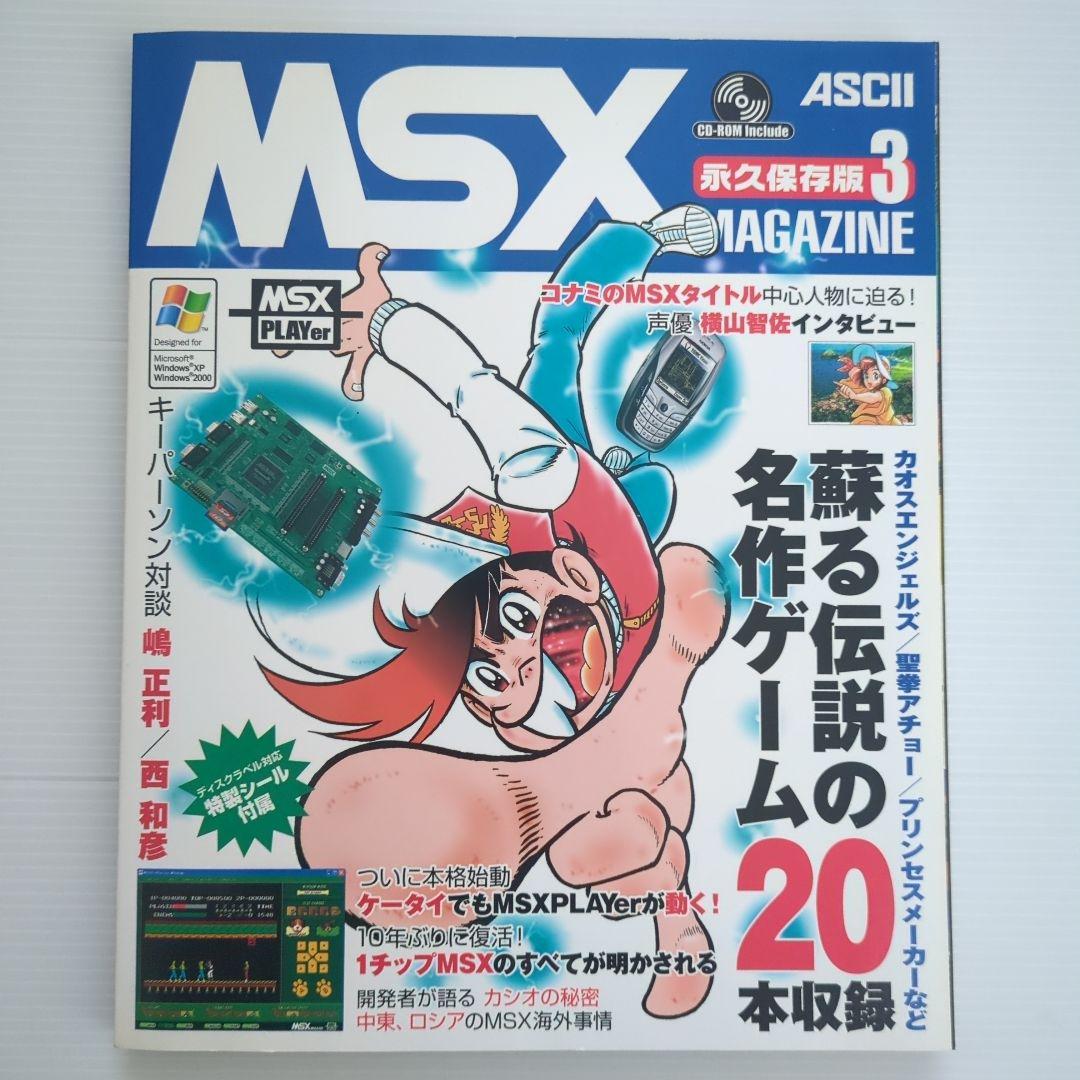 MSX
CD-ROM Include
ASCII
永久保存版3
MAGAZINE
Designed for
Microsoft®
Windows®XP
Windows®2000
MSX
PLAYer
コナミのMSXタイトル中心人物に迫る！
声優 横山智佐インタビュー
カオスエンジェルズ／聖拳アチョー／プリンセスメーカーなど
蘇る伝説の
名作ゲーム
20
本収録
キーパーソン対談 嶋 正利／西 和彦
ディスクラベル対応
特製シール
付属
ついに本格始動
ケータイでもMSXPLAYerが動く！
10年ぶりに復活！
1チップMSXのすべてが明かされる
開発者が語る カシオの秘密
中東、ロシアのMSX海外事情
MSX